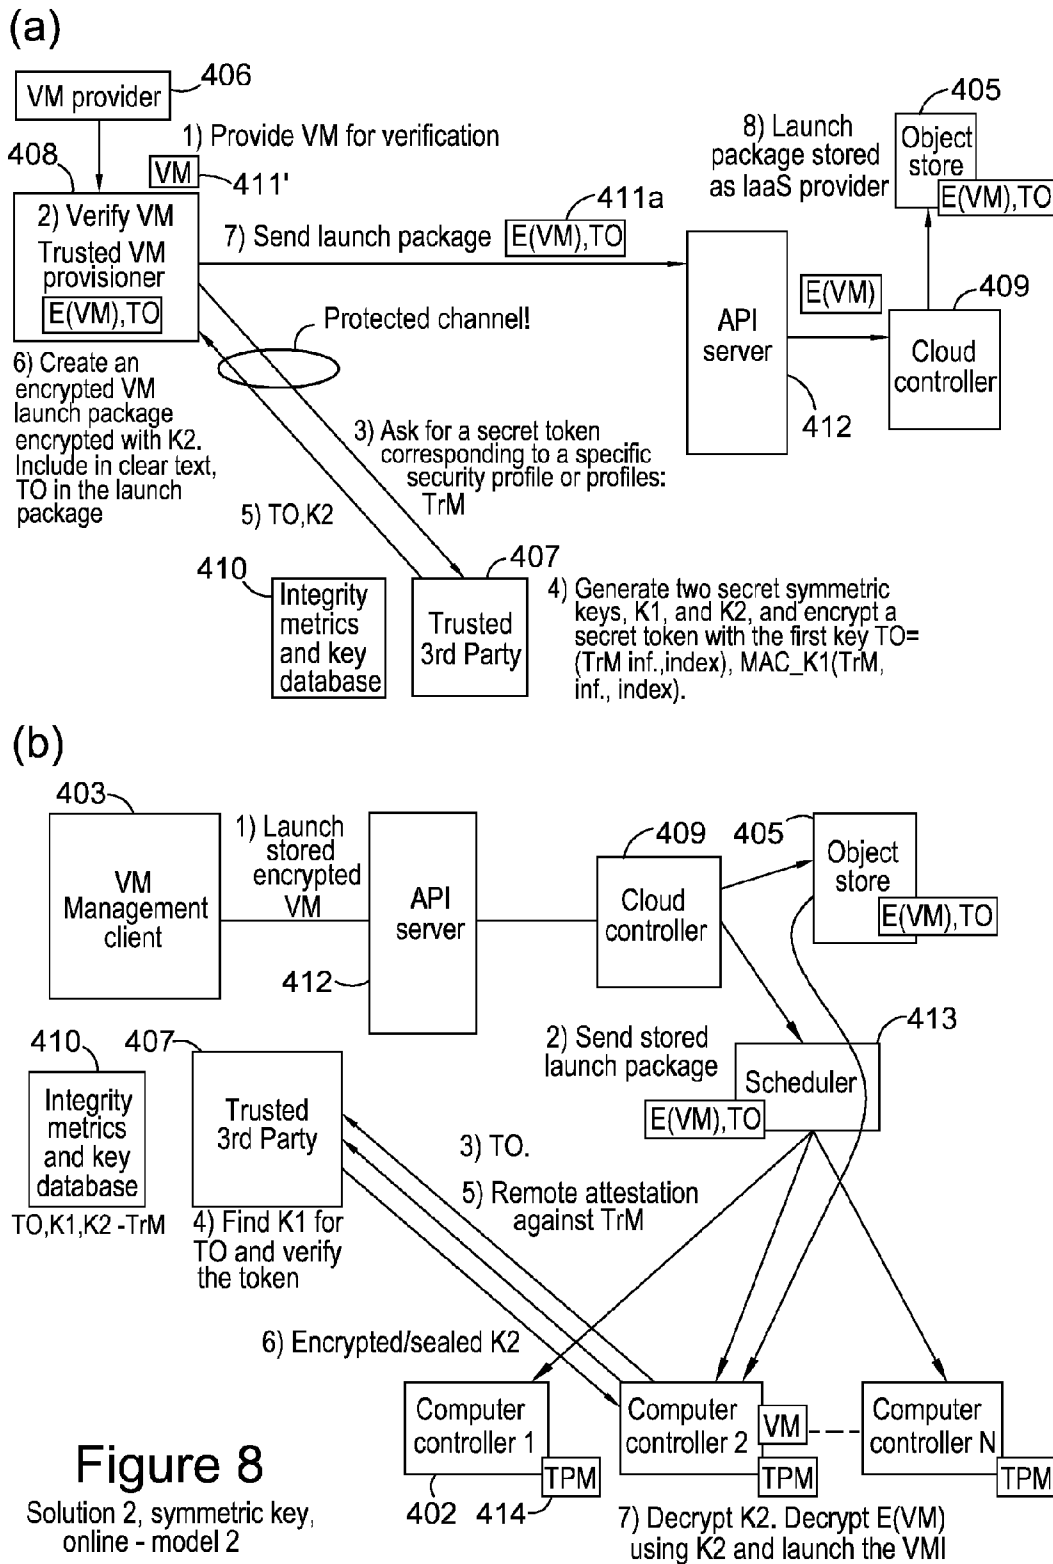 (a)
406
VM provider
1) Provide VM for verification
408
VM
411'
2) Verify VM
Trusted VM
provisioner
E(VM),TO
7) Send launch package
E(VM),TO
411a
8) Launch
package stored
as IaaS provider
405
Object
store
E(VM),TO
API
server
412
E(VM)
409
Cloud
controller
Protected channel!
6) Create an
encrypted VM
launch package
encrypted with K2.
Include in clear text,
TO in the launch
package
3) Ask for a secret token
corresponding to a specific
security profile or profiles:
TrM
5) TO,K2
410
Integrity
metrics
and key
database
407
Trusted
3rd Party
4) Generate two secret symmetric
keys, K1, and K2, and encrypt a
secret token with the first key TO=
(TrM inf.,index), MAC_K1(TrM,
inf., index).
(b)
403
VM
Management
client
1) Launch
stored
encrypted
VM
API
server
412
409
Cloud
controller
405
Object
store
E(VM),TO
2) Send stored
launch package
413
Scheduler
E(VM),TO
410
Integrity
metrics
and key
database
TO,K1,K2 -TrM
407
Trusted
3rd Party
4) Find K1 for
TO and verify
the token
3) TO.
5) Remote attestation
against TrM
6) Encrypted/sealed K2
Computer
controller 1
TPM
402
414
Computer
controller 2
VM
TPM
Computer
controller N
TPM
7) Decrypt K2. Decrypt E(VM)
using K2 and launch the VMI
Figure 8
Solution 2, symmetric key,
online - model 2